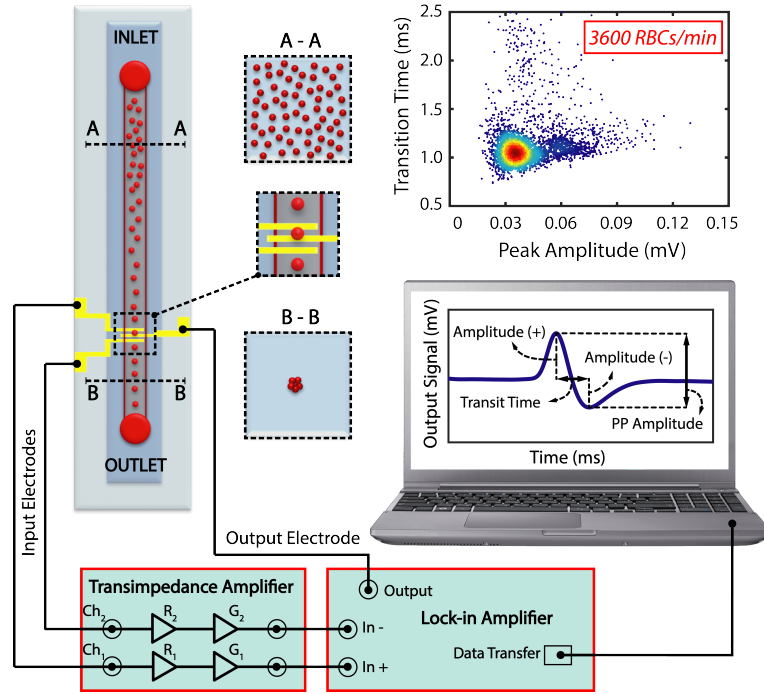 INLET
A
A
B
B
OUTLET
Input Electrodes
A - A
B - B
Output Electrode
3600 RBCs/min
Transition Time (ms)
2.5
2.0
1.5
1.0
0.5
0
0.03
0.06
0.09
0.12
0.15
Peak Amplitude (mV)
Output Signal (mV)
Amplitude (+)
Amplitude (-)
Transit Time
PP Amplitude
Time (ms)
Transimpedance Amplifier
Ch₂
R₂
G₂
Ch₁
R₁
G₁
Output
Lock-in Amplifier
In -
Data Transfer
In +